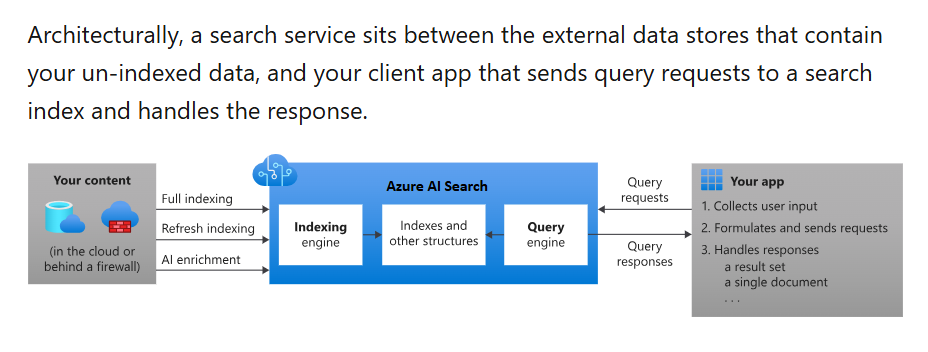 Architecturally, a search service sits between the external data stores that contain
your un-indexed data, and your client app that sends query requests to a search
index and handles the response.
Your content
(in the cloud or
behind a firewall)
Full indexing
Refresh indexing
AI enrichment
Azure AI Search
Indexing
engine
Indexes and
other structures
Query
engine
Query
requests
Query
responses
Your app
1. Collects user input
2. Formulates and sends requests
3. Handles responses
a result set
a single document
. . .